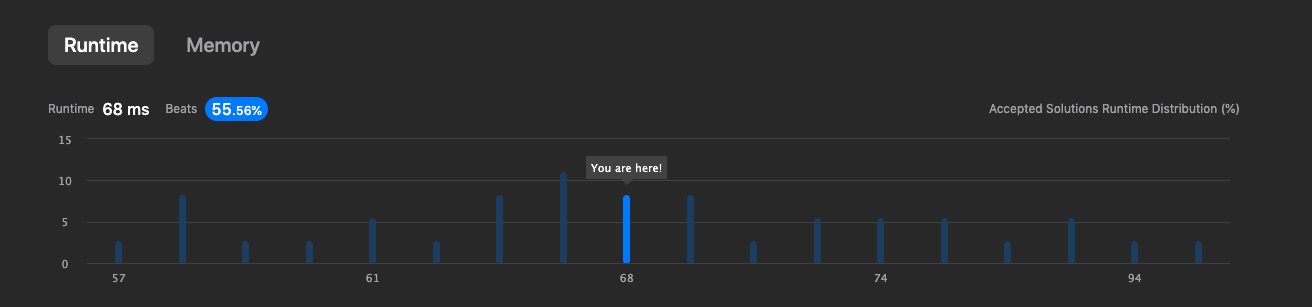 Runtime Memory
Runtime 68 ms Beats 55.56% Accepted Solutions Runtime Distribution (%)
15
You are here!
10
5
0
57 61 68 74 94